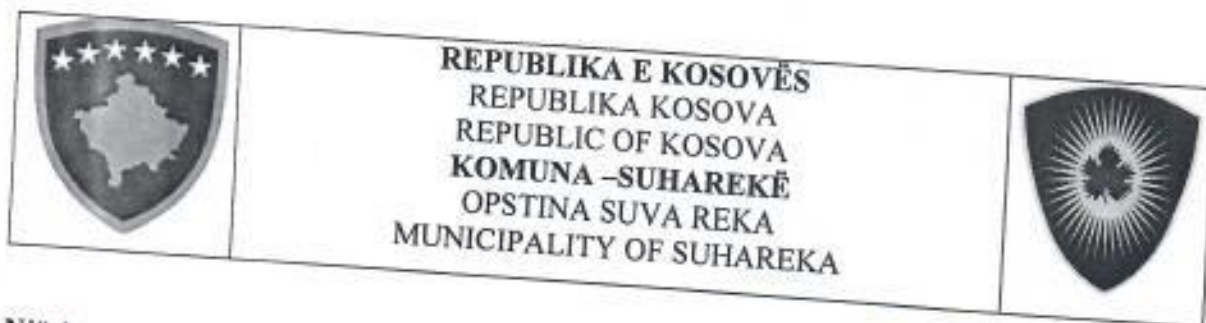 REPUBLIKA E KOSOVËS
REPUBLIKA KOSOVA
REPUBLIC OF KOSOVA
KOMUNA –SUHAREKË
OPSTINA SUVA REKA
MUNICIPALITY OF SUHAREKA